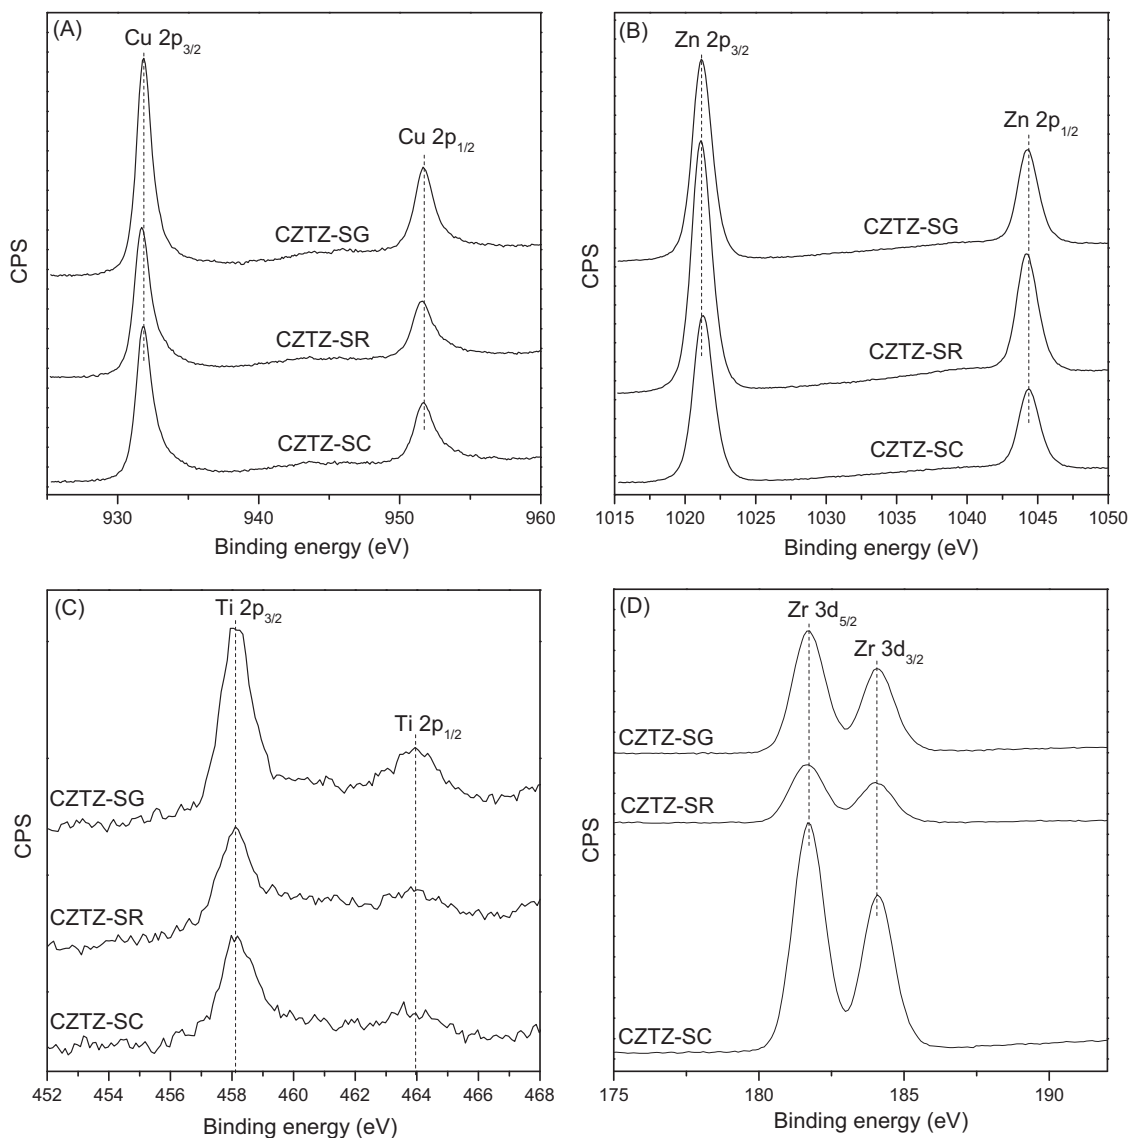 (A)
Cu 2p3/2
Cu 2p1/2
CZTZ-SG
CZTZ-SR
CZTZ-SC
CPS
930 940 950 960
Binding energy (eV)
(B)
Zn 2p3/2
Zn 2p1/2
CZTZ-SG
CZTZ-SR
CZTZ-SC
CPS
1015 1020 1025 1030 1035 1040 1045 1050
Binding energy (eV)
(C)
Ti 2p3/2
Ti 2p1/2
CZTZ-SG
CZTZ-SR
CZTZ-SC
CPS
452 454 456 458 460 462 464 466 468
Binding energy (eV)
(D)
Zr 3d5/2
Zr 3d3/2
CZTZ-SG
CZTZ-SR
CZTZ-SC
CPS
175 180 185 190
Binding energy (eV)